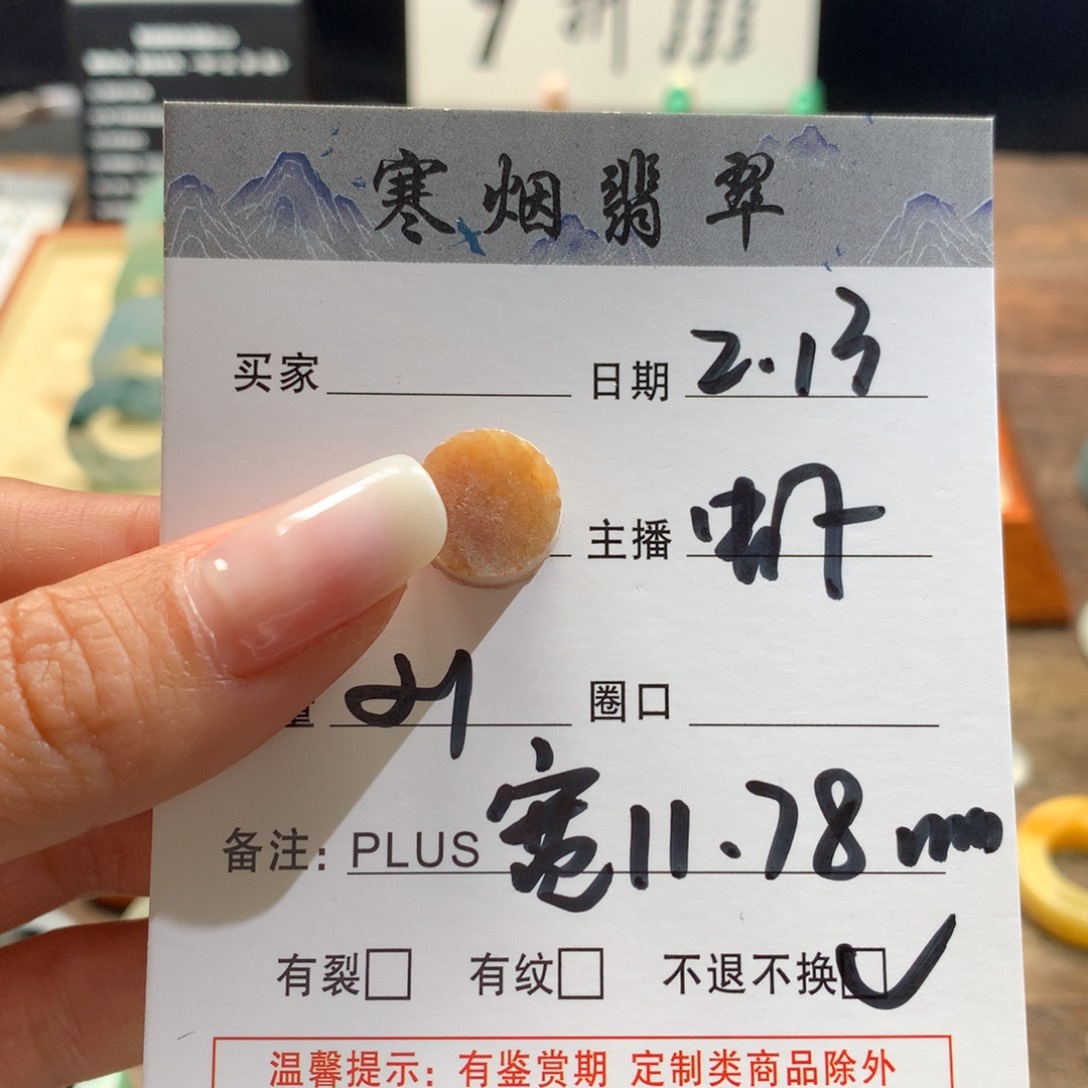 寒烟翡翠
买家 日期 2.13
主播
量 21 圈口
备注: PLUS 宽11.78mm
有裂□ 有纹□ 不退不换☑
温馨提示: 有鉴赏期 定制类商品除外